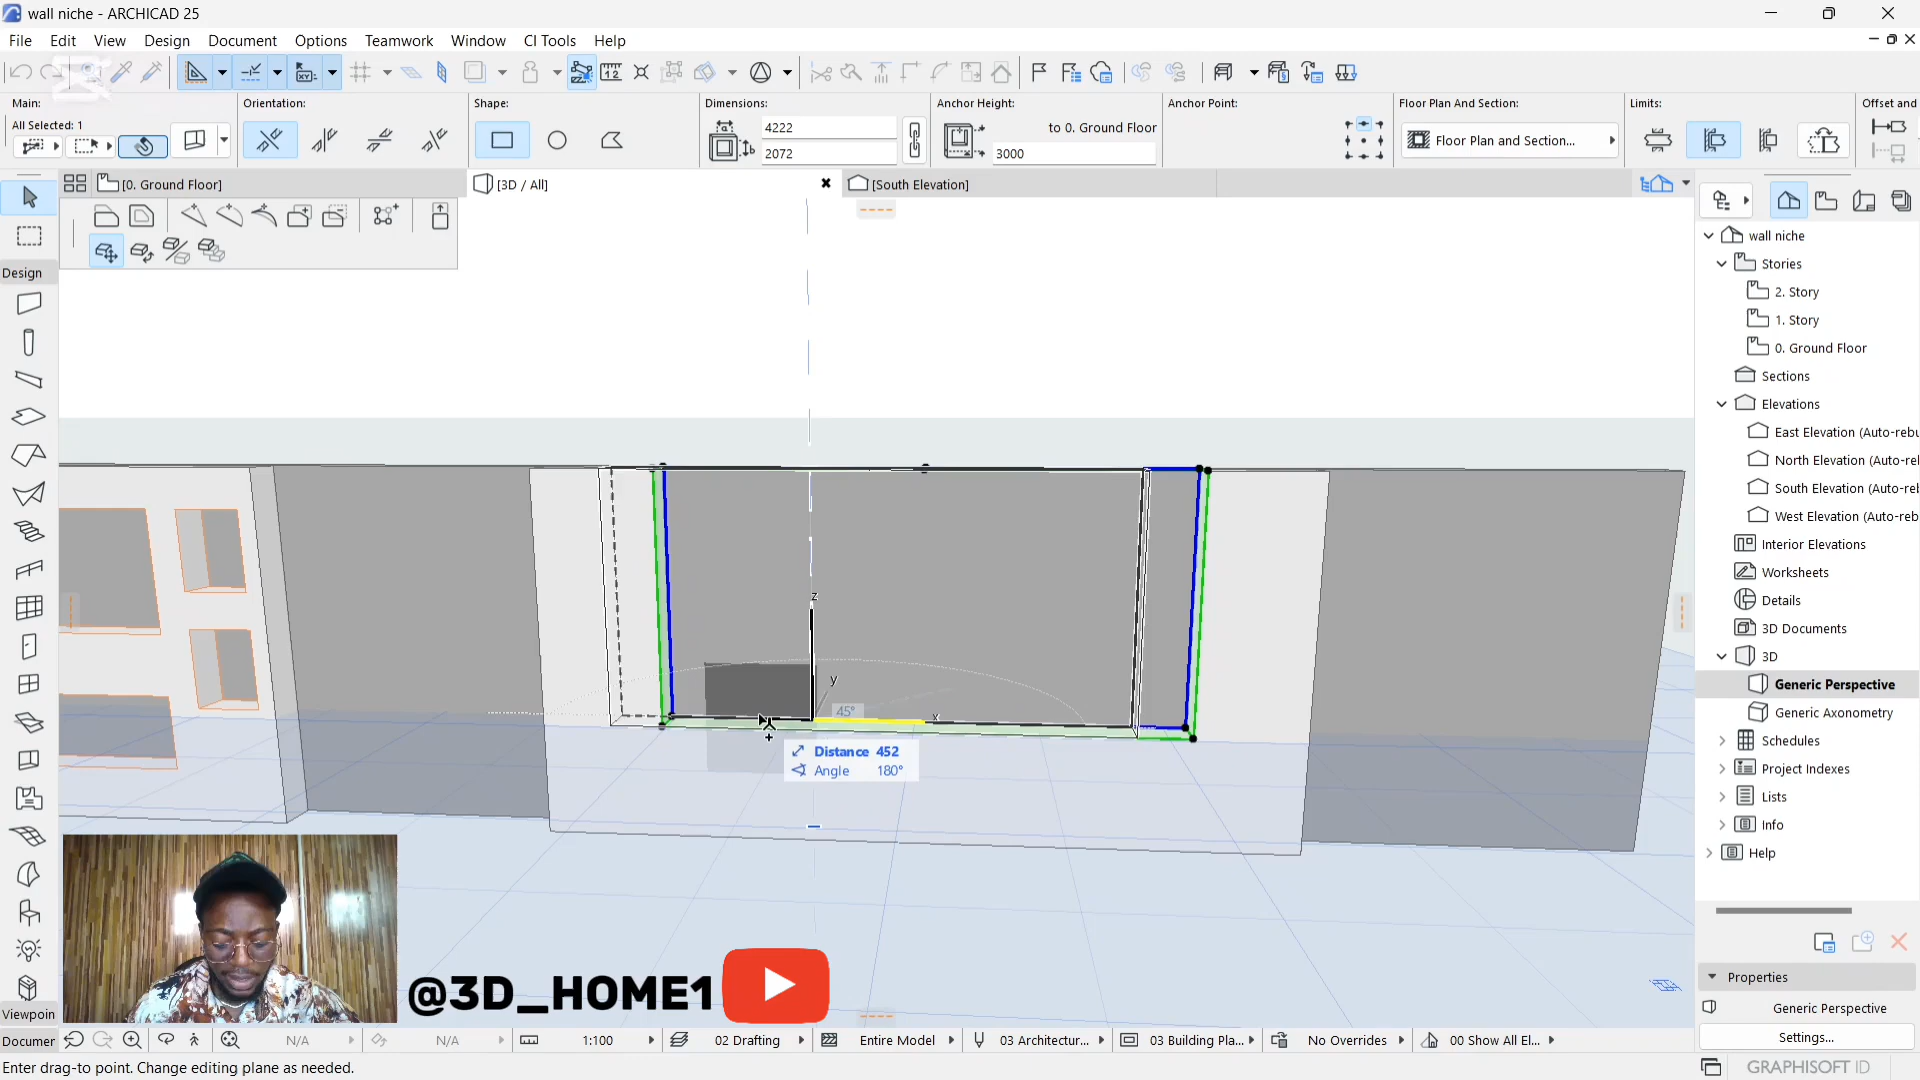 wall niche - ARCHICAD 25
File Edit View Design Document Options Teamwork Window CI Tools Help
Main: Orientation: Shape: Dimensions: Anchor Height: Anchor Point: Floor Plan And Section: Limits: Offset and
All Selected: 1
4222 to 0. Ground Floor
Floor Plan and Section...
2072 3000
[0. Ground Floor] [3D / All] [South Elevation]
Design
wall niche
Stories
2. Story
1. Story
0. Ground Floor
Sections
Elevations
East Elevation (Auto-rebu
North Elevation (Auto-re
South Elevation (Auto-re
West Elevation (Auto-reb
Interior Elevations
Worksheets
Details
3D Documents
3D
Generic Perspective
Generic Axonometry
Schedules
Project Indexes
Lists
Info
Help
z
y
45°
x
Distance 452
Angle 180°
@3D_HOME1
Properties
Generic Perspective
Settings...
Viewpoin
Documer
N/A N/A 1:100 02 Drafting Entire Model 03 Architectur... 03 Building Pla... No Overrides 00 Show All El...
Enter drag-to point. Change editing plane as needed.
GRAPHISOFT ID